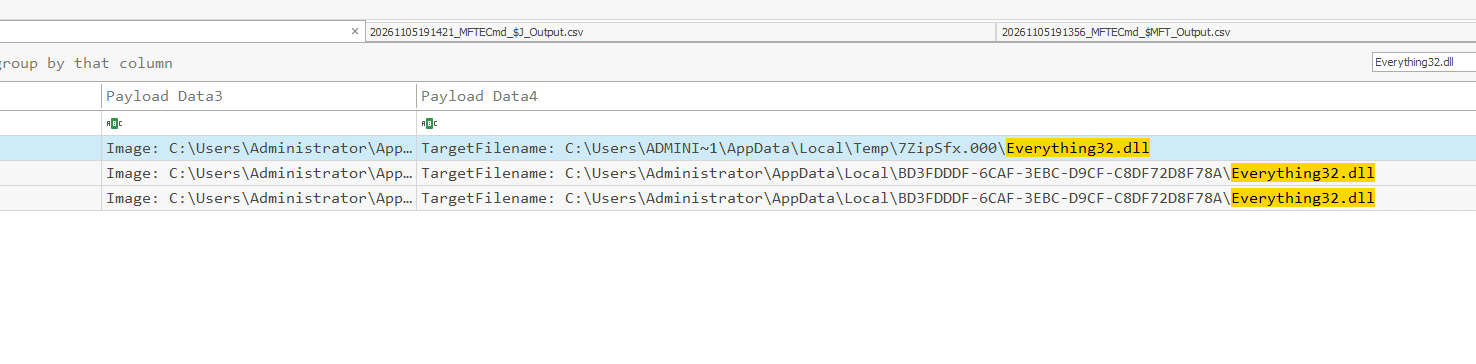 20261105191421_MFTECmd_$J_Output.csv 20261105191356_MFTECmd_$MFT_Output.csv
group by that column Everything32.dll
Payload Data3 Payload Data4
ABC ABC
Image: C:\Users\Administrator\App… TargetFilename: C:\Users\ADMINI~1\AppData\Local\Temp\7ZipSfx.000\Everything32.dll
Image: C:\Users\Administrator\App… TargetFilename: C:\Users\Administrator\AppData\Local\BD3FDDDF-6CAF-3EBC-D9CF-C8DF72D8F78A\Everything32.dll
Image: C:\Users\Administrator\App… TargetFilename: C:\Users\Administrator\AppData\Local\BD3FDDDF-6CAF-3EBC-D9CF-C8DF72D8F78A\Everything32.dll